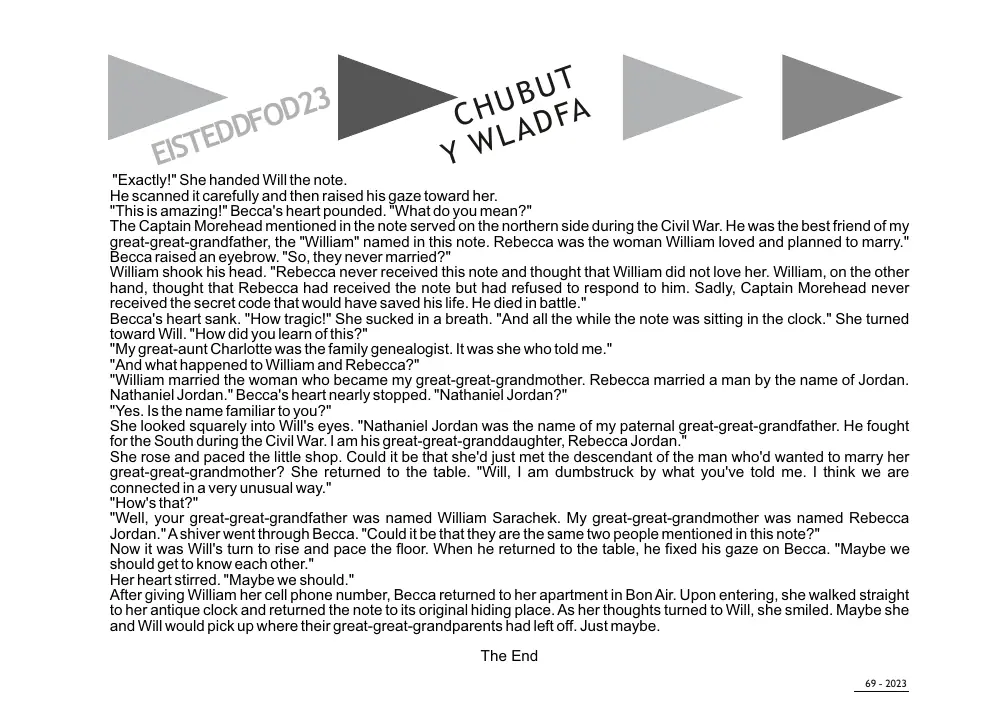 EISTEDDFOD23
CHUBUT
Y WLADFA
"Exactly!" She handed Will the note.
He scanned it carefully and then raised his gaze toward her.
"This is amazing!" Becca's heart pounded. "What do you mean?"
The Captain Morehead mentioned in the note served on the northern side during the Civil War. He was the best friend of my
great-great-grandfather, the "William" named in this note. Rebecca was the woman William loved and planned to marry."
Becca raised an eyebrow. "So, they never married?"
William shook his head. "Rebecca never received this note and thought that William did not love her. William, on the other
hand, thought that Rebecca had received the note but had refused to respond to him. Sadly, Captain Morehead never
received the secret code that would have saved his life. He died in battle."
Becca's heart sank. "How tragic!" She sucked in a breath. "And all the while the note was sitting in the clock." She turned
toward Will. "How did you learn of this?"
"My great-aunt Charlotte was the family genealogist. It was she who told me."
"And what happened to William and Rebecca?"
"William married the woman who became my great-great-grandmother. Rebecca married a man by the name of Jordan.
Nathaniel Jordan." Becca's heart nearly stopped. "Nathaniel Jordan?"
"Yes. Is the name familiar to you?"
She looked squarely into Will's eyes. "Nathaniel Jordan was the name of my paternal great-great-grandfather. He fought
for the South during the Civil War. I am his great-great-granddaughter, Rebecca Jordan."
She rose and paced the little shop. Could it be that she'd just met the descendant of the man who'd wanted to marry her
great-great-grandmother? She returned to the table. "Will, I am dumbstruck by what you've told me. I think we are
connected in a very unusual way."
"How's that?"
"Well, your great-great-grandfather was named William Sarachek. My great-great-grandmother was named Rebecca
Jordan." A shiver went through Becca. "Could it be that they are the same two people mentioned in this note?"
Now it was Will's turn to rise and pace the floor. When he returned to the table, he fixed his gaze on Becca. "Maybe we
should get to know each other."
Her heart stirred. "Maybe we should."
After giving William her cell phone number, Becca returned to her apartment in Bon Air. Upon entering, she walked straight
to her antique clock and returned the note to its original hiding place. As her thoughts turned to Will, she smiled. Maybe she
and Will would pick up where their great-great-grandparents had left off. Just maybe.
The End
69 - 2023